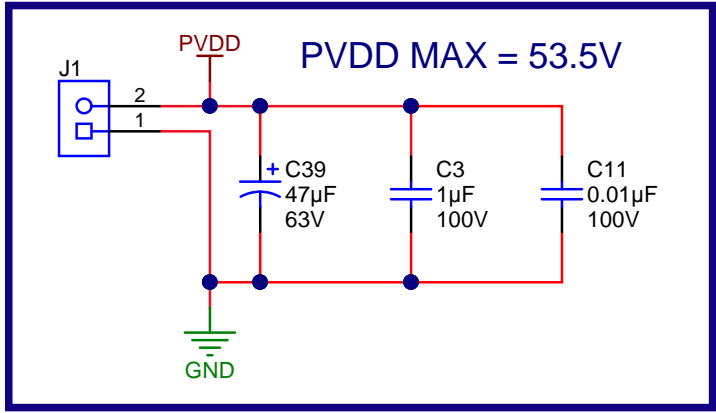 PVDD
PVDD MAX = 53.5V
J1
2
1
+
C39
47µF
63V
C3
1µF
100V
C11
0.01µF
100V
GND